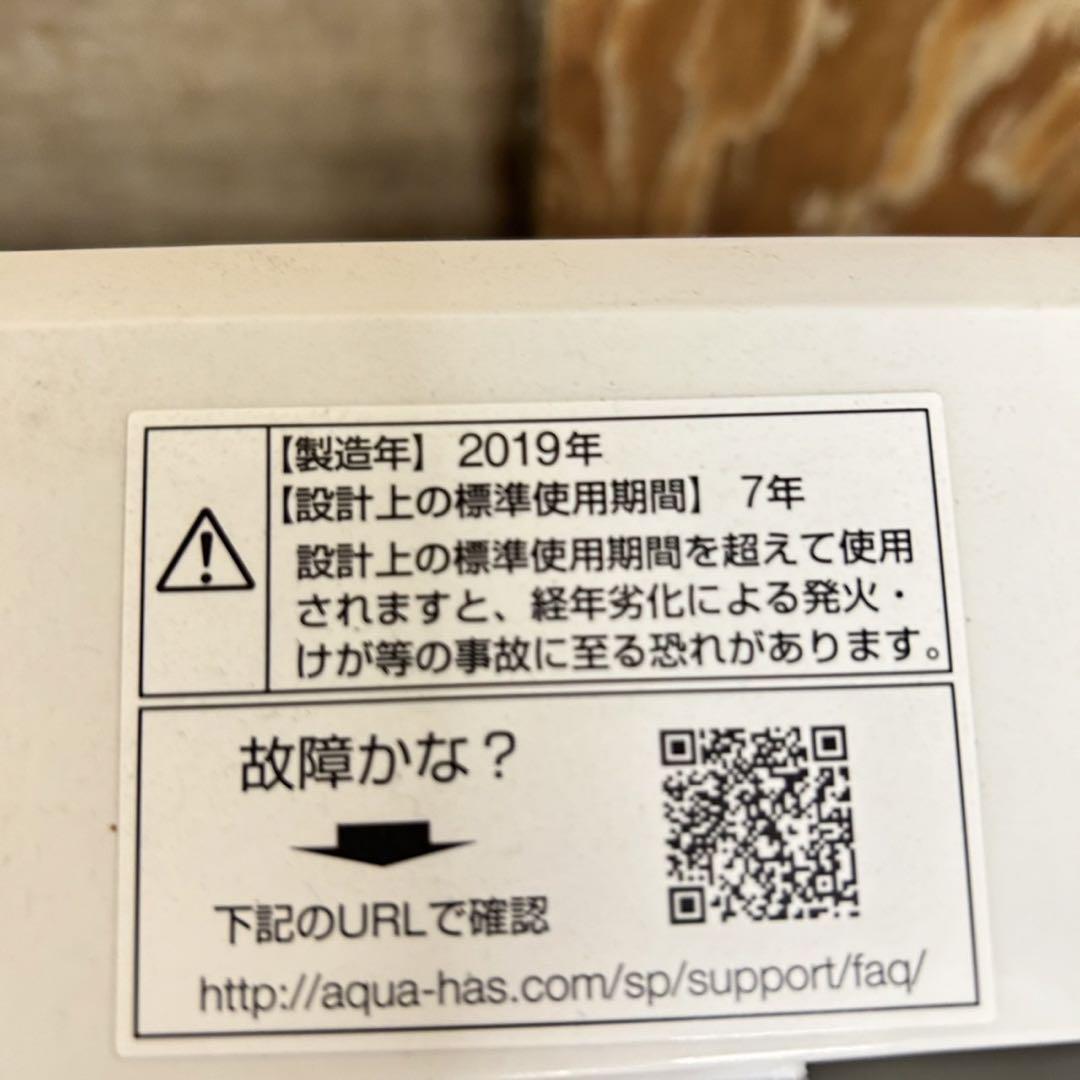 【製造年】 2019年
【設計上の標準使用期間】 7年
設計上の標準使用期間を超えて使用
されますと、経年劣化による発火・
けが等の事故に至る恐れがあります。
故障かな？
下記のURLで確認
http://aqua-has.com/sp/support/faq/